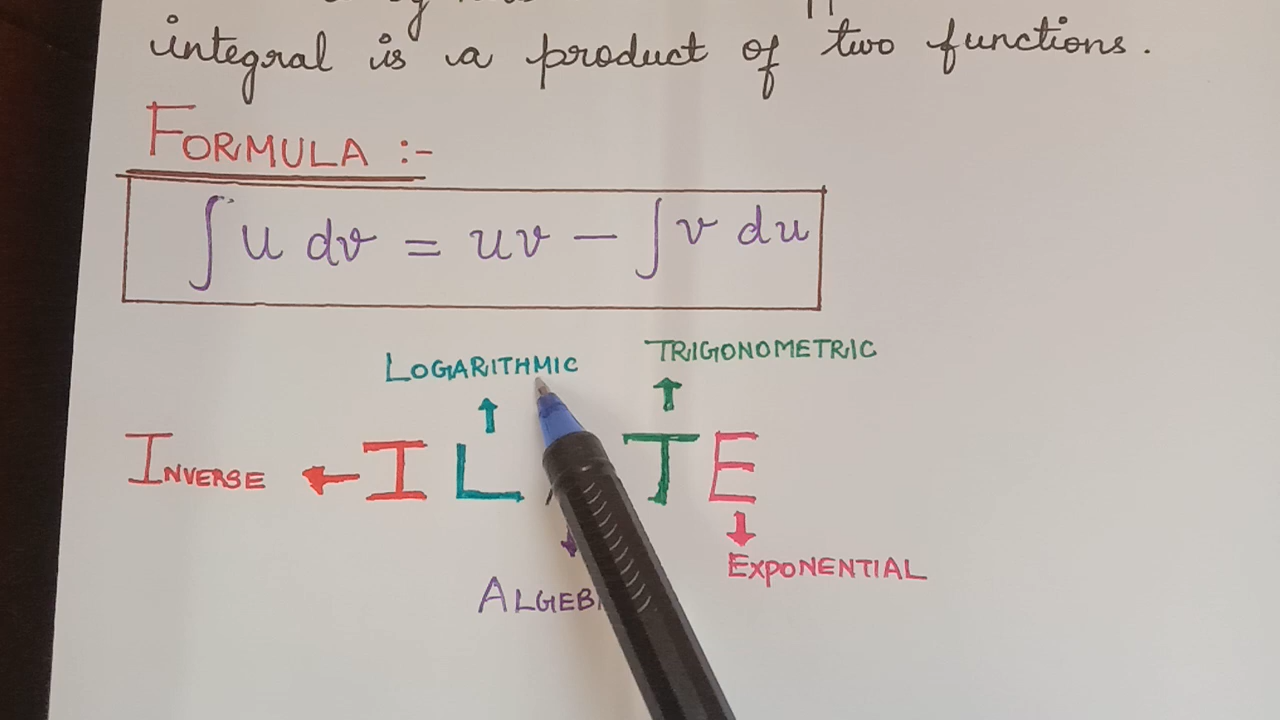 integral is a product of two functions.
FORMULA :-
∫ u dv = uv − ∫ v du
LOGARITHMIC TRIGONOMETRIC
INVERSE ← I L T E
EXPONENTIAL